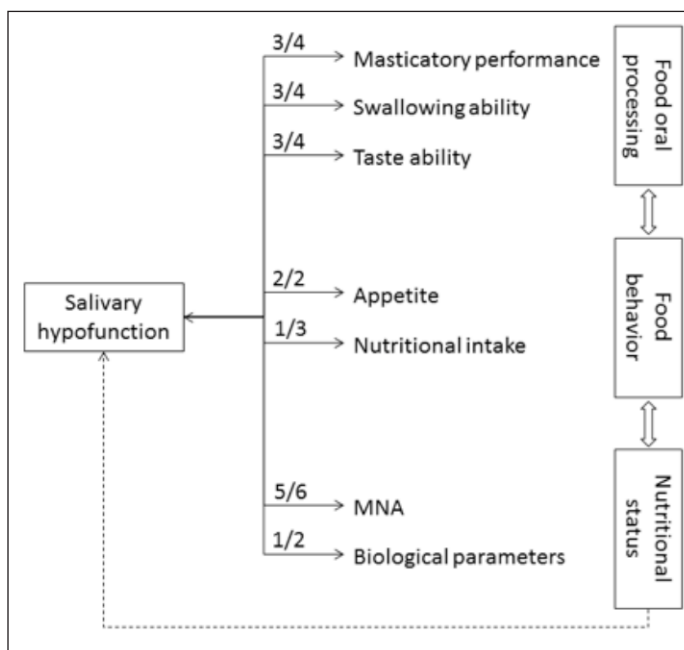 3/4
Masticatory performance
3/4
Swallowing ability
3/4
Taste ability
Food oral
processing
Salivary
hypofunction
2/2
Appetite
1/3
Nutritional intake
Food
behavior
5/6
MNA
1/2
Biological parameters
Nutritional
status